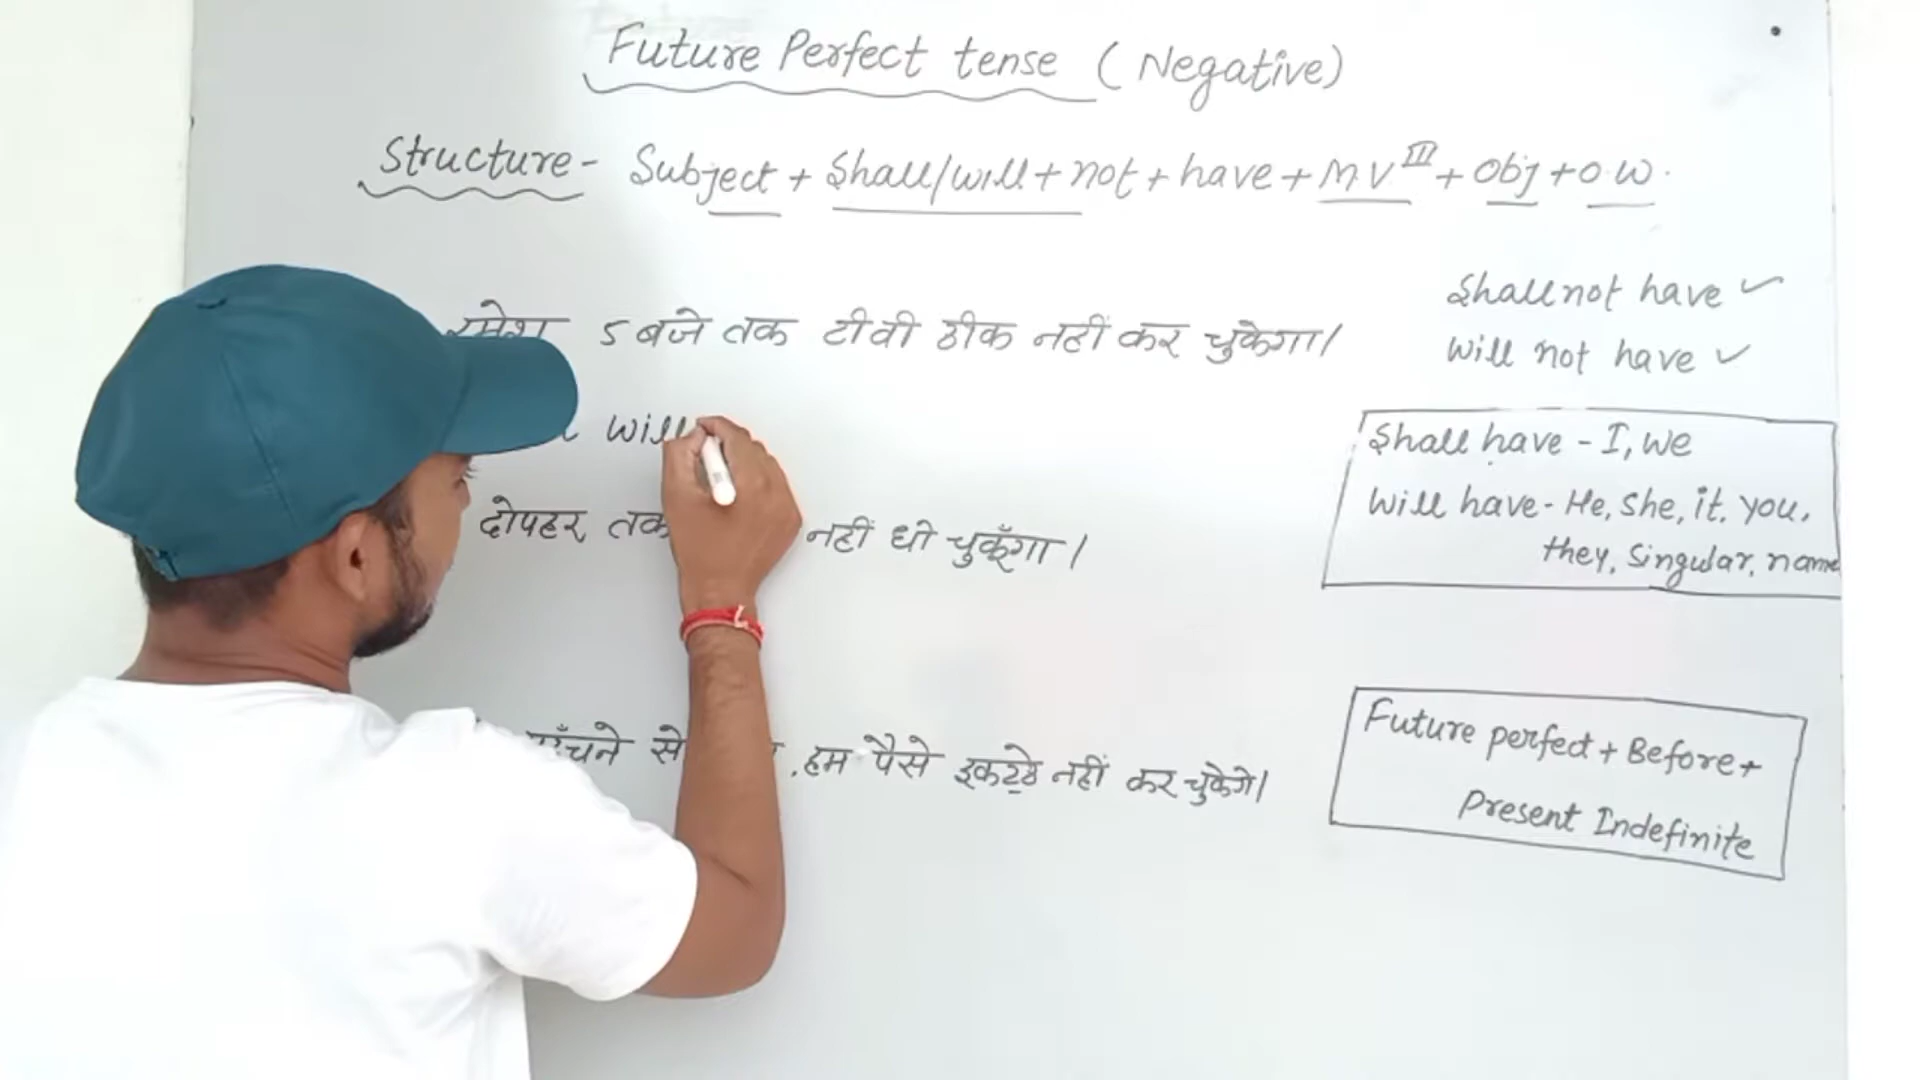 Future Perfect tense (Negative)
Structure - Subject + Shall/will + not + have + MV III + Obj + O.W.
Shall not have ✓
Will not have ✓
5 बजे तक टीवी ठीक नहीं कर चुकेगा।
will
Shall have - I, we
Will have - He, she, it, you,
they, Singular, name
दोपहर तक नहीं धो चुकूँगा।
से , हम पैसे इकट्ठे नहीं कर चुकेगे।
Future perfect + Before +
Present Indefinite